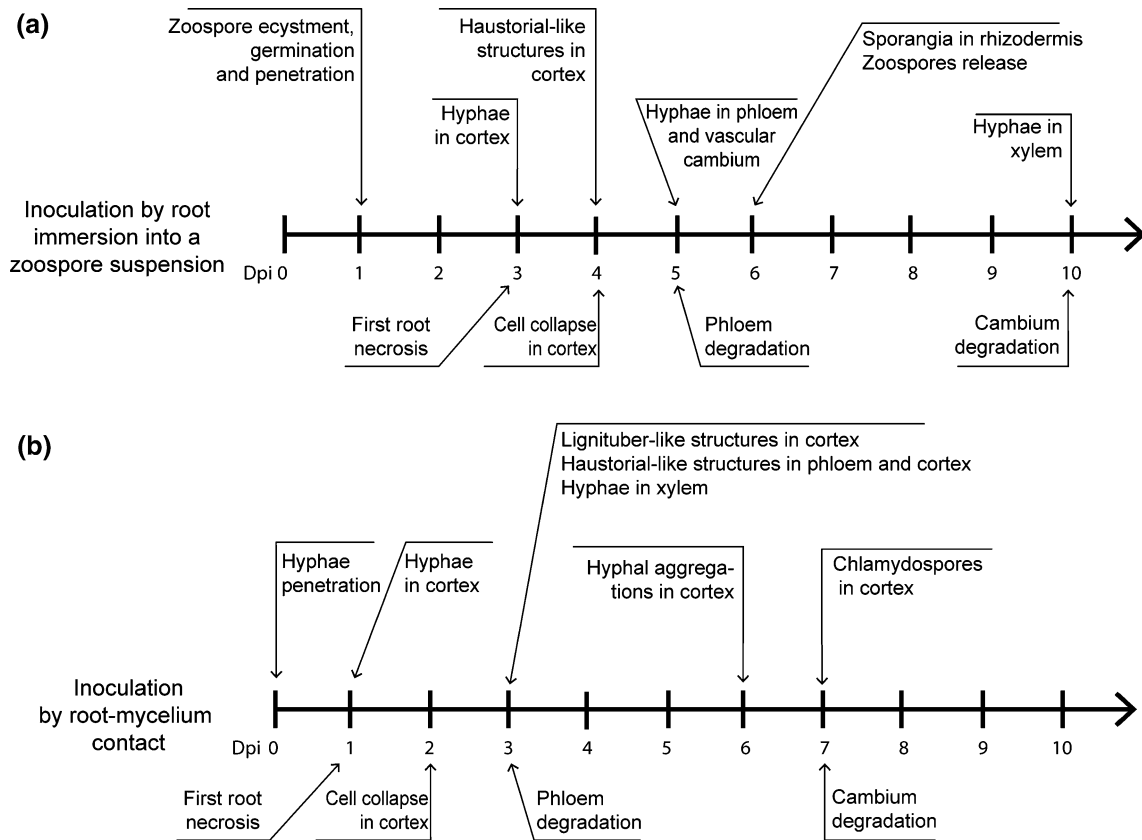 (a)
Zoospore ecystment,
germination
and penetration
Haustorial-like
structures in
cortex
Sporangia in rhizodermis
Zoospores release
Hyphae
in cortex
Hyphae in phloem
and vascular
cambium
Hyphae in
xylem
Inoculation by root
immersion into a
zoospore suspension
Dpi 0 1 2 3 4 5 6 7 8 9 10
First root
necrosis
Cell collapse
in cortex
Phloem
degradation
Cambium
degradation
(b)
Lignituber-like structures in cortex
Haustorial-like structures in phloem and cortex
Hyphae in xylem
Hyphae
penetration
Hyphae
in cortex
Hyphal aggrega-
tions in cortex
Chlamydospores
in cortex
Inoculation
by root-mycelium
contact
Dpi 0 1 2 3 4 5 6 7 8 9 10
First root
necrosis
Cell collapse
in cortex
Phloem
degradation
Cambium
degradation